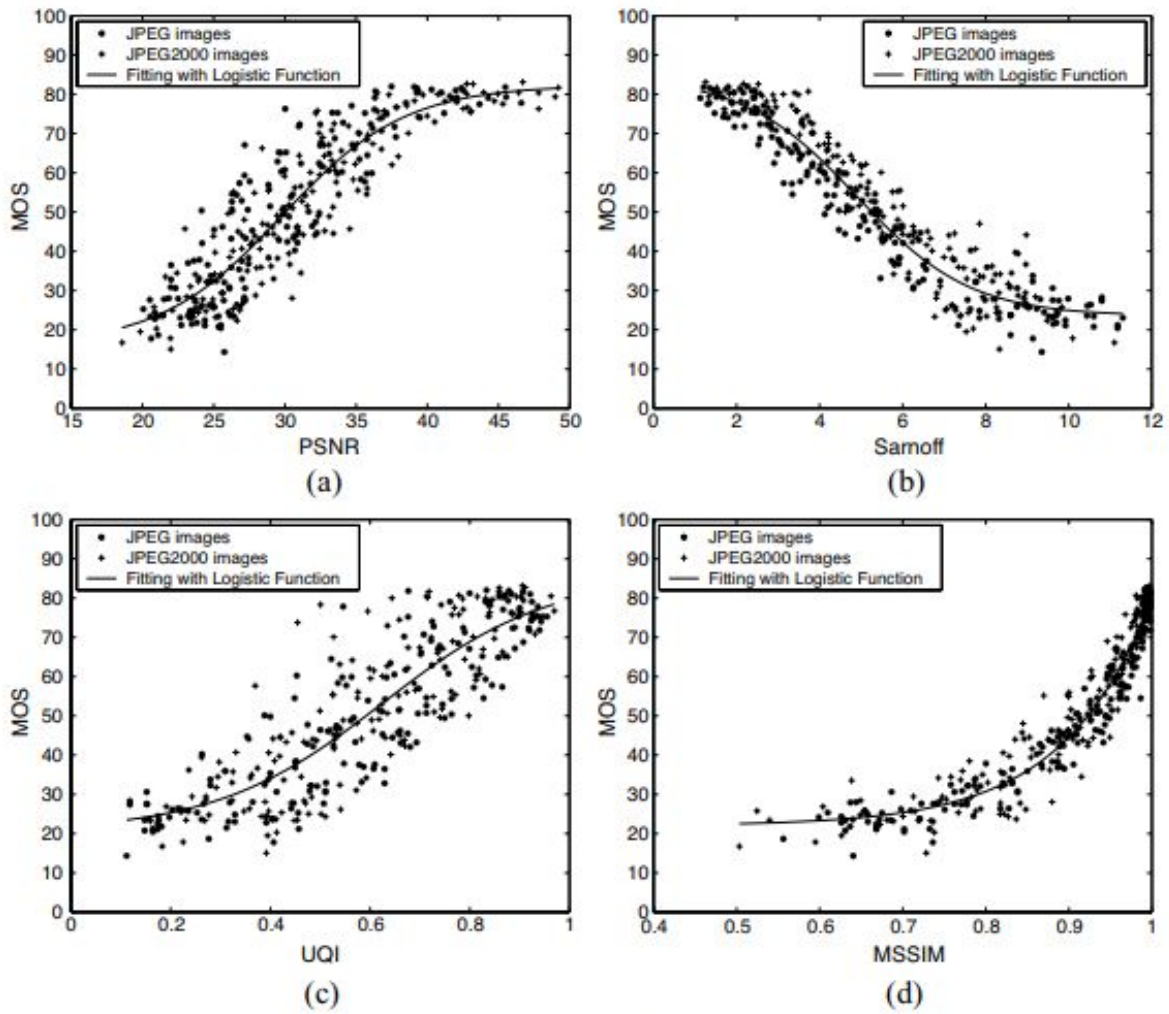 100
90
80
70
60
50
40
30
20
10
0
MOS
JPEG images
JPEG2000 images
Fitting with Logistic Function
15 20 25 30 35 40 45 50
PSNR
(a)
100
90
80
70
60
50
40
30
20
10
0
MOS
JPEG images
JPEG2000 images
Fitting with Logistic Function
0 2 4 6 8 10 12
Sarnoff
(b)
100
90
80
70
60
50
40
30
20
10
0
MOS
JPEG images
JPEG2000 images
Fitting with Logistic Function
0 0.2 0.4 0.6 0.8 1
UQI
(c)
100
90
80
70
60
50
40
30
20
10
0
MOS
JPEG images
JPEG2000 images
Fitting with Logistic Function
0.4 0.5 0.6 0.7 0.8 0.9 1
MSSIM
(d)